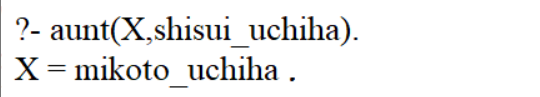 ?- aunt(X,shisui_uchiha).
X = mikoto_uchiha .